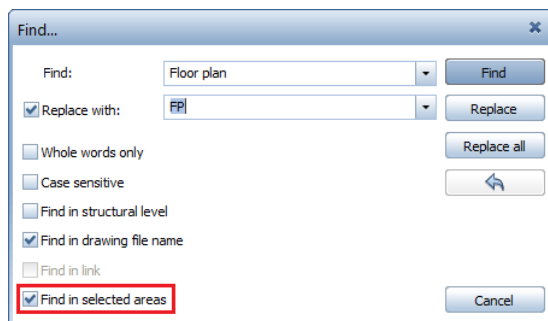 Find...
Find: Floor plan Find
Replace with: FP Replace
Whole words only Replace all
Case sensitive
Find in structural level
Find in drawing file name
Find in link
Find in selected areas Cancel